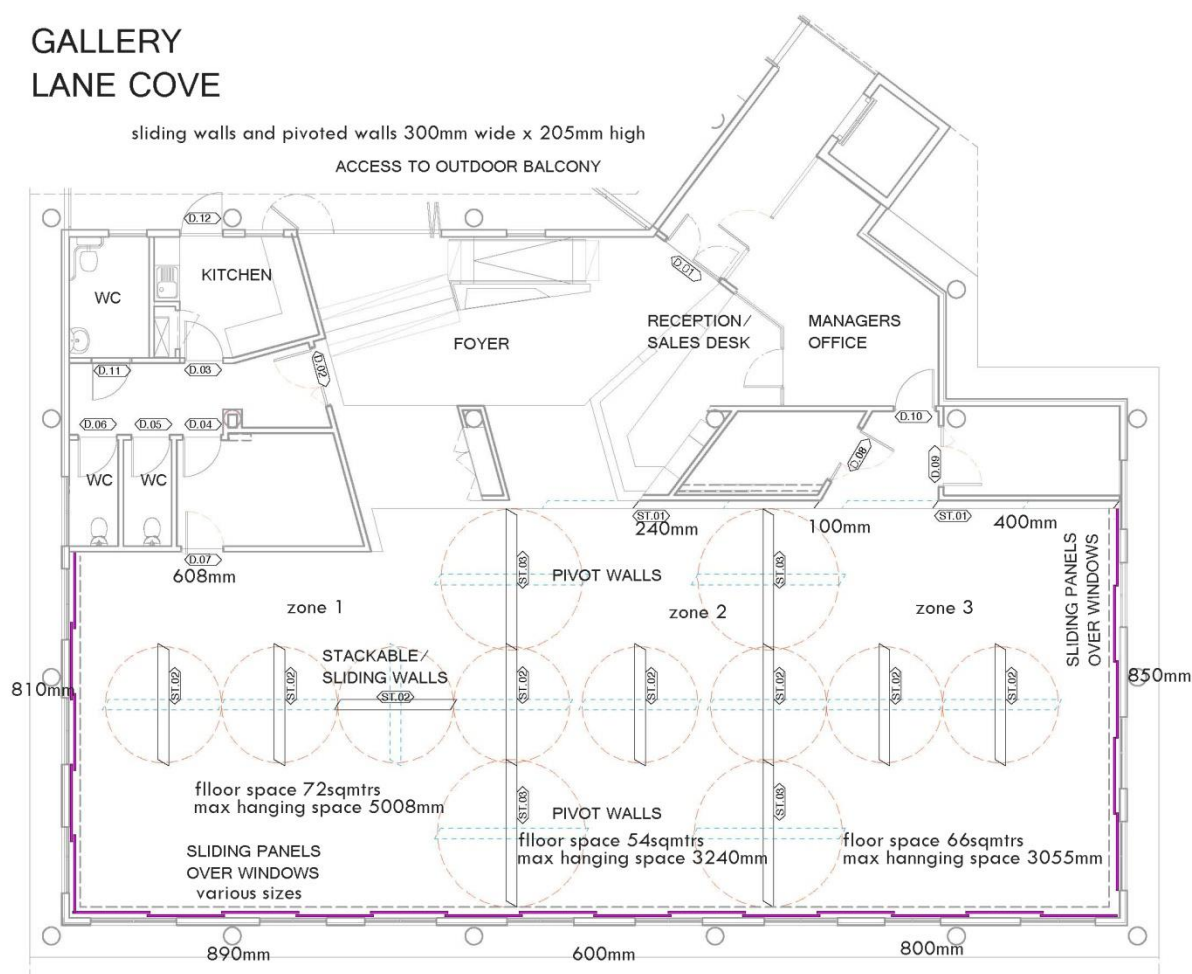 GALLERY
LANE COVE
sliding walls and pivoted walls 300mm wide x 205mm high
ACCESS TO OUTDOOR BALCONY
D.12
KITCHEN
WC
D.01
RECEPTION/
SALES DESK
MANAGERS
OFFICE
FOYER
D.11
D.03
D.02
D.06
D.05
D.04
D.10
D.08
D.09
WC
WC
ST.01
240mm
100mm
ST.01
400mm
D.07
608mm
ST.03
PIVOT WALLS
ST.03
SLIDING PANELS
OVER WINDOWS
zone 1
zone 2
zone 3
STACKABLE/
SLIDING WALLS
ST.02
ST.02
ST.02
ST.02
ST.02
ST.02
ST.02
ST.02
810mm
850mm
flloor space 72sqmtrs
max hanging space 5008mm
ST.03
PIVOT WALLS
ST.03
flloor space 54sqmtrs
max hanging space 3240mm
floor space 66sqmtrs
max hannging space 3055mm
SLIDING PANELS
OVER WINDOWS
various sizes
890mm
600mm
800mm